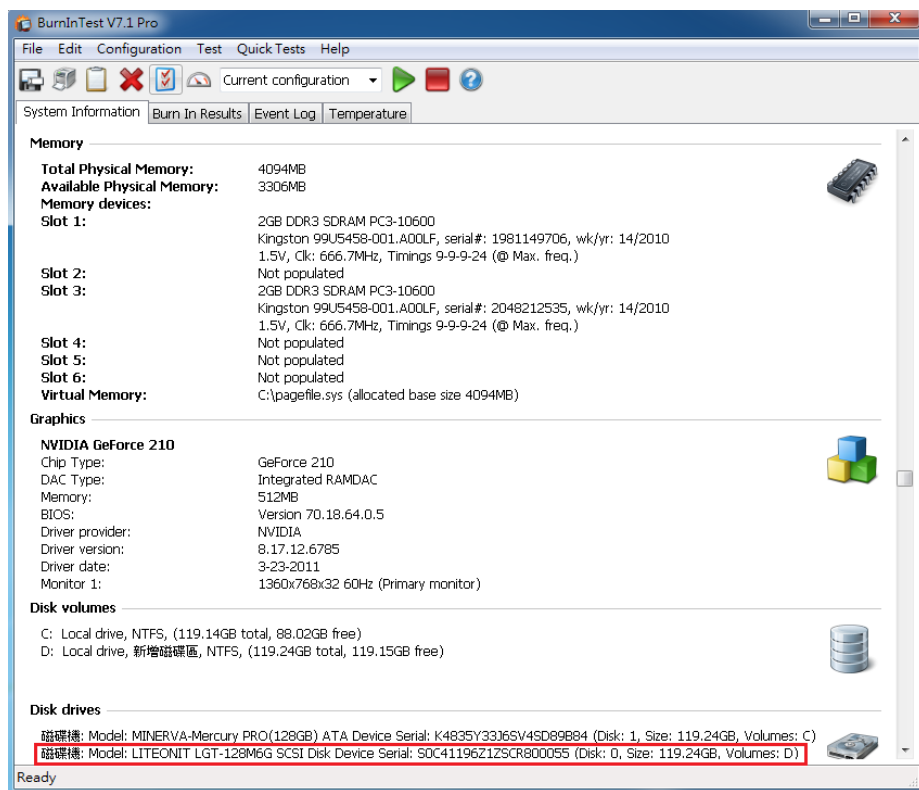 BurnInTest V7.1 Pro
File Edit Configuration Test Quick Tests Help
Current configuration
System Information Burn In Results Event Log Temperature
Memory
Total Physical Memory: 4094MB
Available Physical Memory: 3306MB
Memory devices:
Slot 1: 2GB DDR3 SDRAM PC3-10600
Kingston 99U5458-001.A00LF, serial#: 1981149706, wk/yr: 14/2010
1.5V, Clk: 666.7MHz, Timings 9-9-9-24 (@ Max. freq.)
Slot 2: Not populated
Slot 3: 2GB DDR3 SDRAM PC3-10600
Kingston 99U5458-001.A00LF, serial#: 2048212535, wk/yr: 14/2010
1.5V, Clk: 666.7MHz, Timings 9-9-9-24 (@ Max. freq.)
Slot 4: Not populated
Slot 5: Not populated
Slot 6: Not populated
Virtual Memory: C:\pagefile.sys (allocated base size 4094MB)
Graphics
NVIDIA GeForce 210
Chip Type: GeForce 210
DAC Type: Integrated RAMDAC
Memory: 512MB
BIOS: Version 70.18.64.0.5
Driver provider: NVIDIA
Driver version: 8.17.12.6785
Driver date: 3-23-2011
Monitor 1: 1360x768x32 60Hz (Primary monitor)
Disk volumes
C: Local drive, NTFS, (119.14GB total, 88.02GB free)
D: Local drive, 新增磁碟區, NTFS, (119.24GB total, 119.15GB free)
Disk drives
磁碟機: Model: MINERVA-Mercury PRO(128GB) ATA Device Serial: K4835Y33J6SV4SD89B84 (Disk: 1, Size: 119.24GB, Volumes: C)
磁碟機: Model: LITEONIT LGT-128M6G SCSI Disk Device Serial: S0C41196Z1ZSCR800055 (Disk: 0, Size: 119.24GB, Volumes: D)
Ready